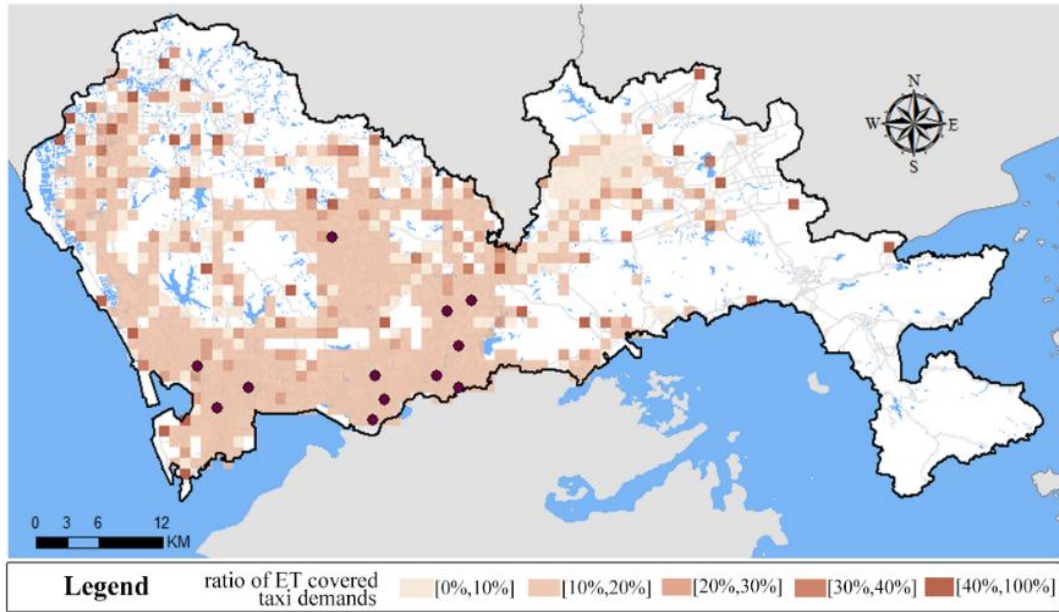 N
W E
S
0 3 6 12
KM
Legend
ratio of ET covered
taxi demands
[0%,10%] [10%,20%] [20%,30%] [30%,40%] [40%,100%]